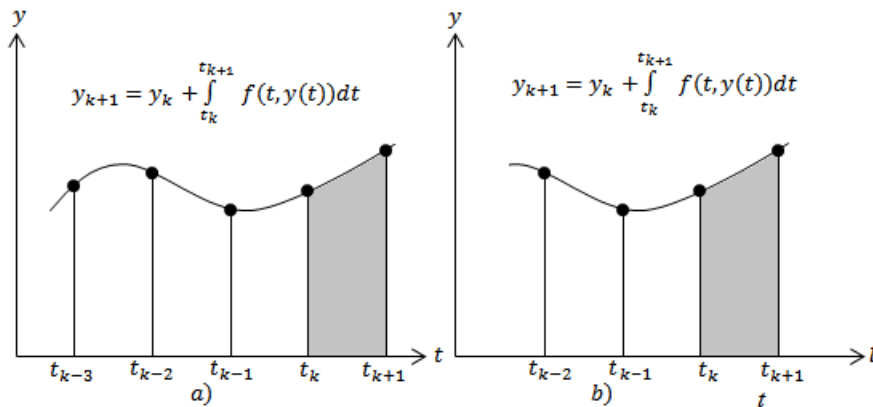 y
y_{k+1} = y_k + ∫_{t_k}^{t_{k+1}} f(t, y(t))dt
t_{k-3} t_{k-2} t_{k-1} t_k t_{k+1} t
a)
y
y_{k+1} = y_k + ∫_{t_k}^{t_{k+1}} f(t, y(t))dt
t_{k-2} t_{k-1} t_k t_{k+1}
b) t